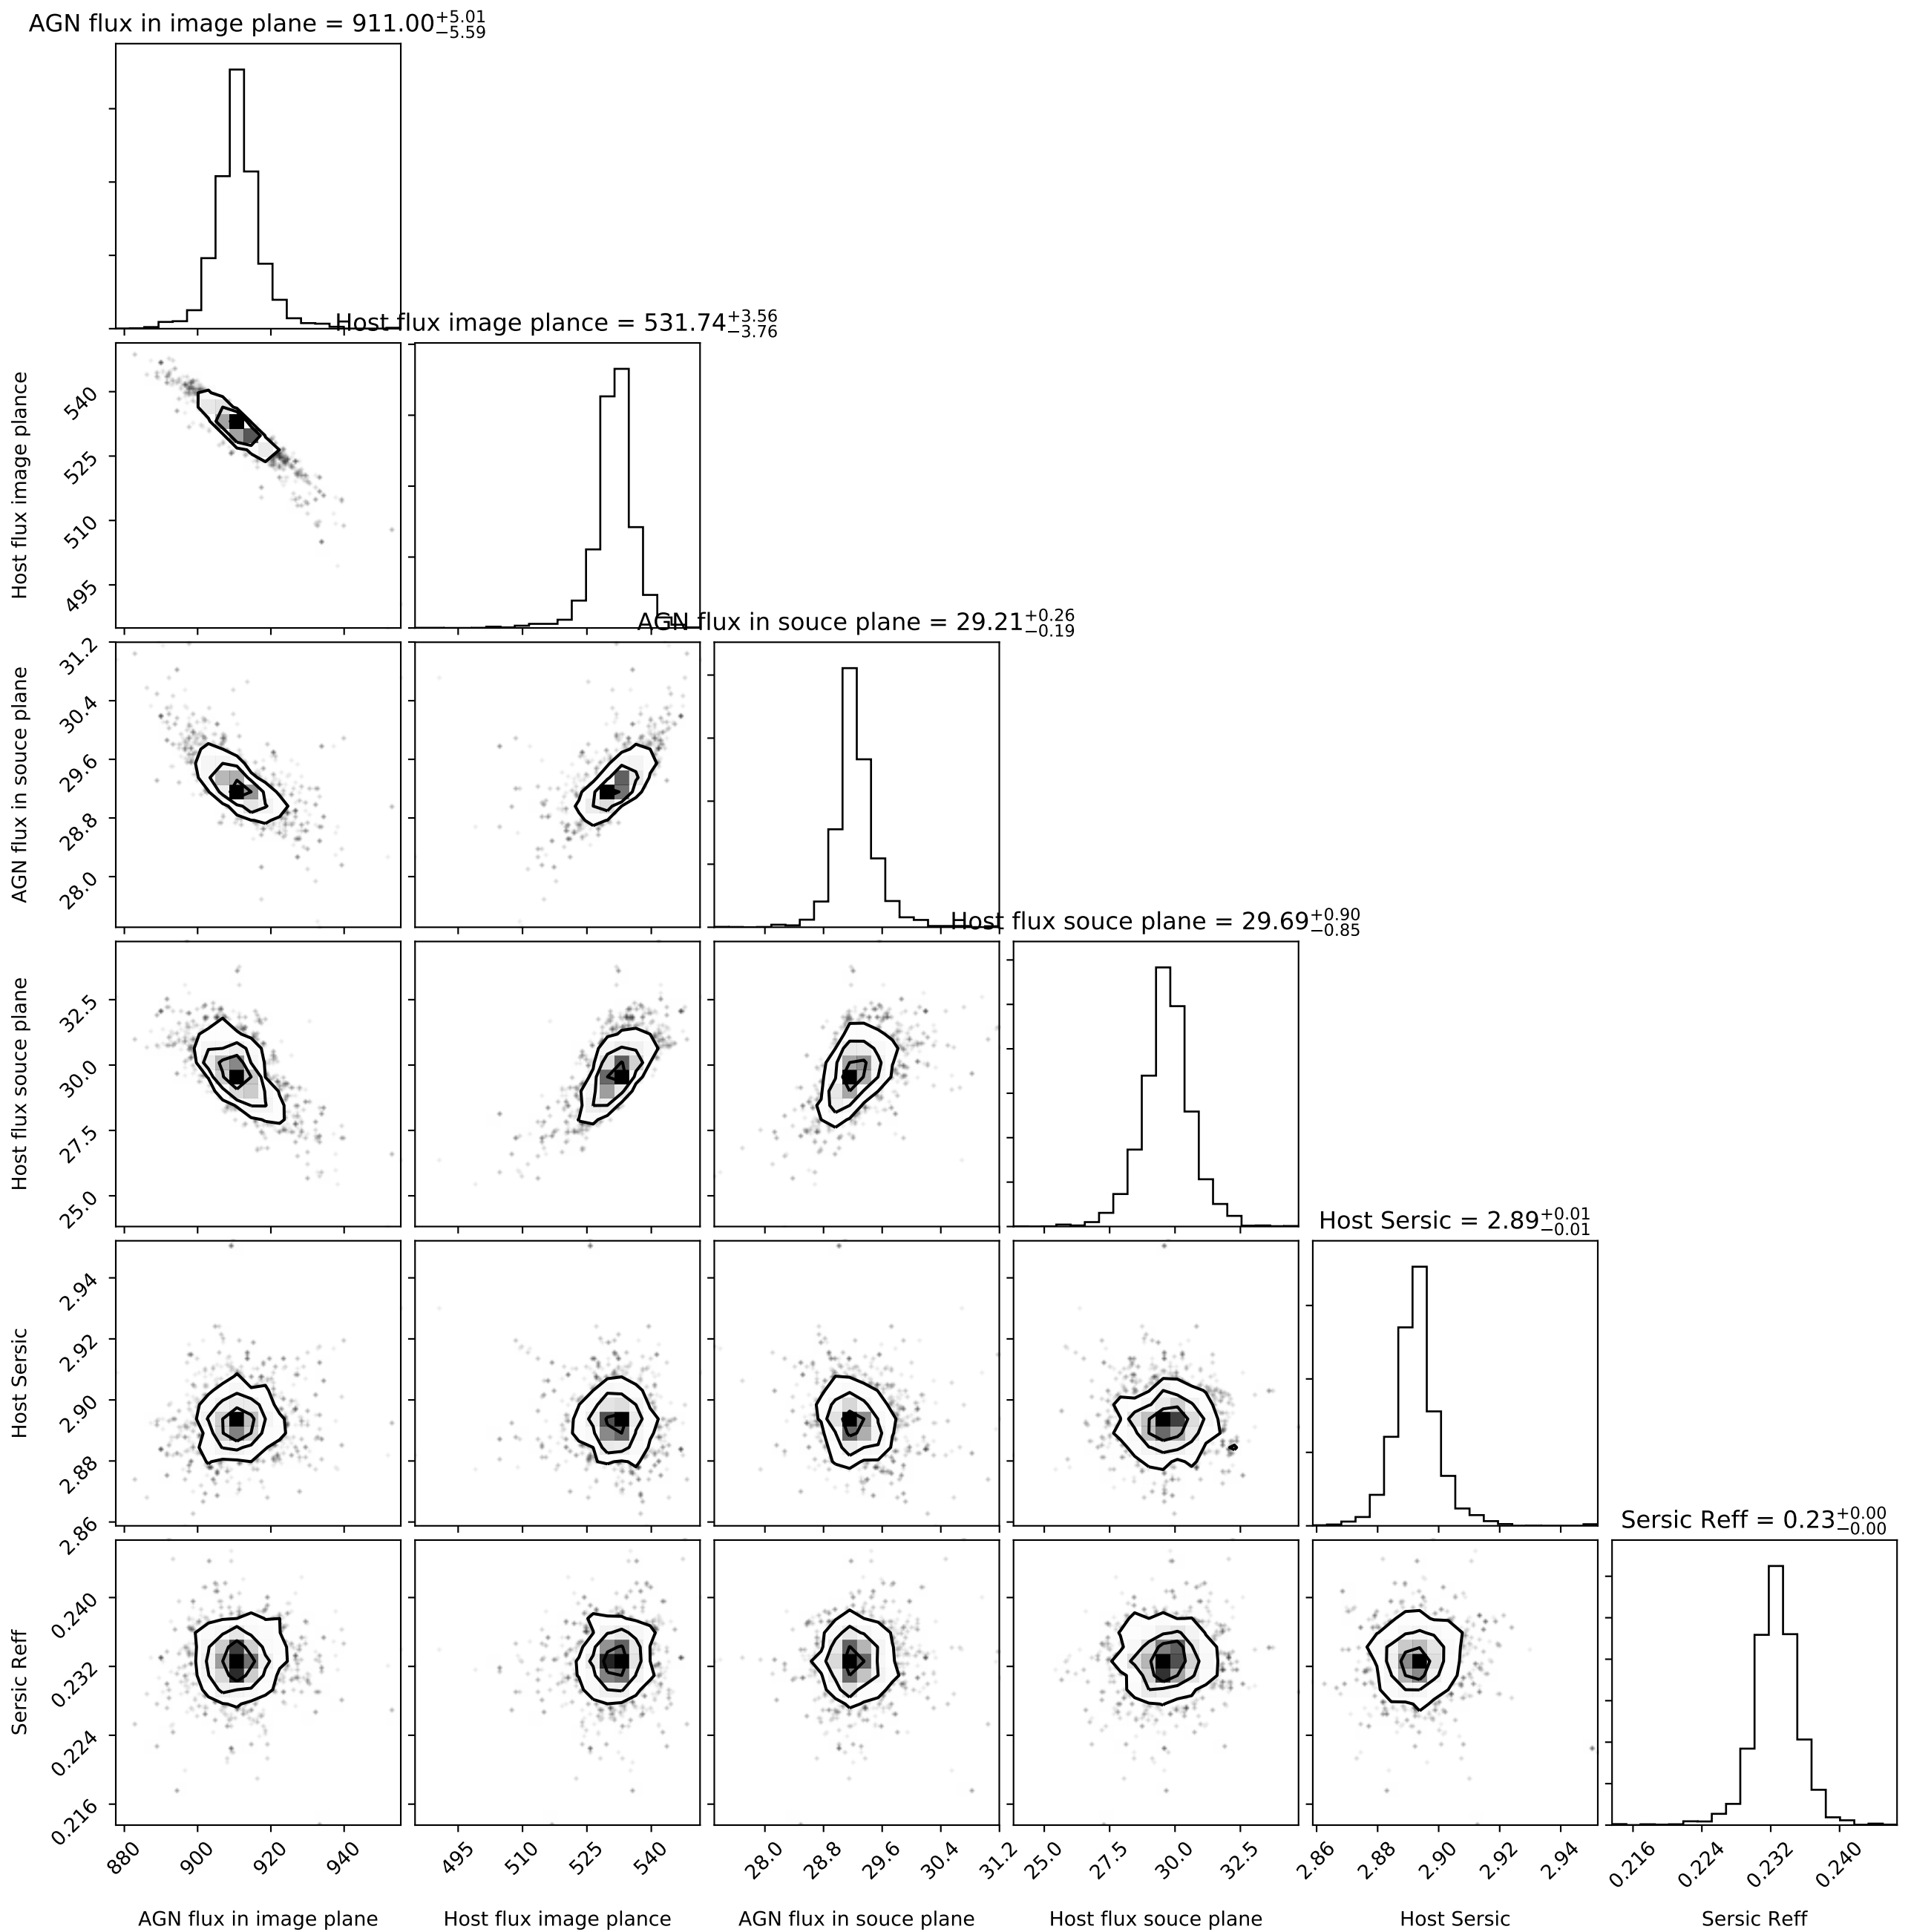 AGN flux in image plane = 911.00 +5.01 −5.59
Host flux image plance = 531.74 +3.56 −3.76
Host flux image plance
540
525
510
495
AGN flux in souce plane = 29.21 +0.26 −0.19
AGN flux in souce plane
31.2
30.4
29.6
28.8
28.0
Host flux souce plane = 29.69 +0.90 −0.85
Host flux souce plane
32.5
30.0
27.5
25.0
Host Sersic = 2.89 +0.01 −0.01
Host Sersic
2.94
2.92
2.90
2.88
2.86
Sersic Reff = 0.23 +0.00 −0.00
Sersic Reff
0.240
0.232
0.224
0.216
880 900 920 940 495 510 525 540 28.0 28.8 29.6 30.4 31.2 25.0 27.5 30.0 32.5 2.86 2.88 2.90 2.92 2.94 0.216 0.224 0.232 0.240
AGN flux in image plane Host flux image plance AGN flux in souce plane Host flux souce plane Host Sersic Sersic Reff